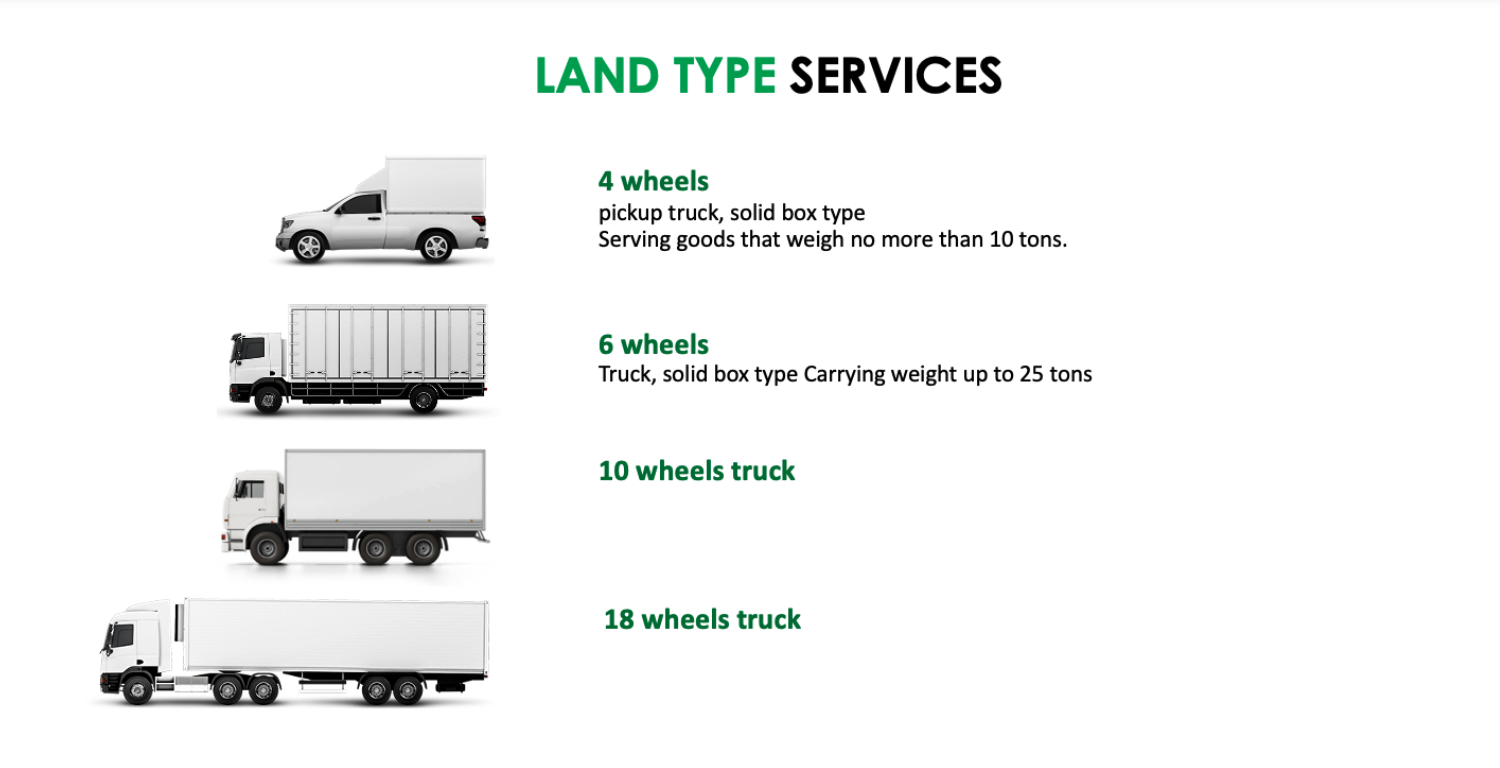 LAND TYPE SERVICES
4 wheels
pickup truck, solid box type
Serving goods that weigh no more than 10 tons.
6 wheels
Truck, solid box type Carrying weight up to 25 tons
10 wheels truck
18 wheels truck